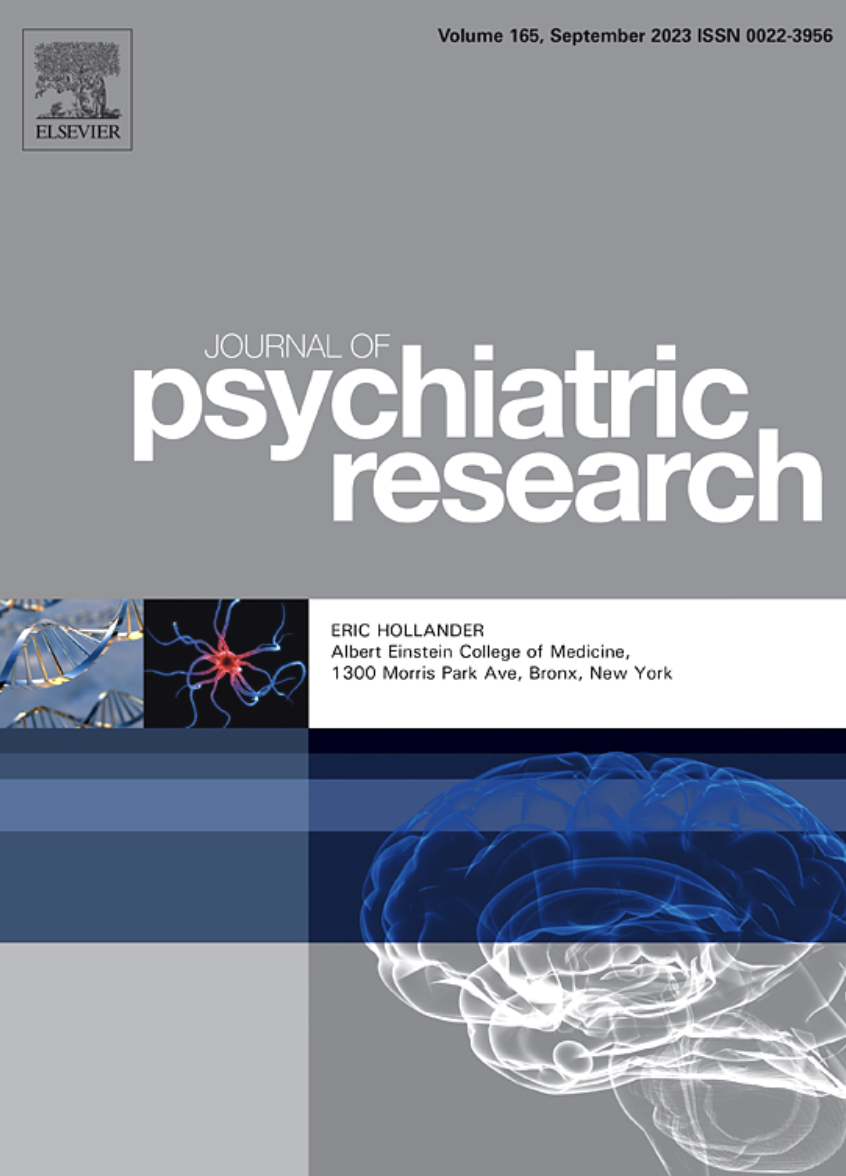 Volume 165, September 2023 ISSN 0022-3956
ELSEVIER
JOURNAL OF
psychiatric
research
ERIC HOLLANDER
Albert Einstein College of Medicine,
1300 Morris Park Ave, Bronx, New York